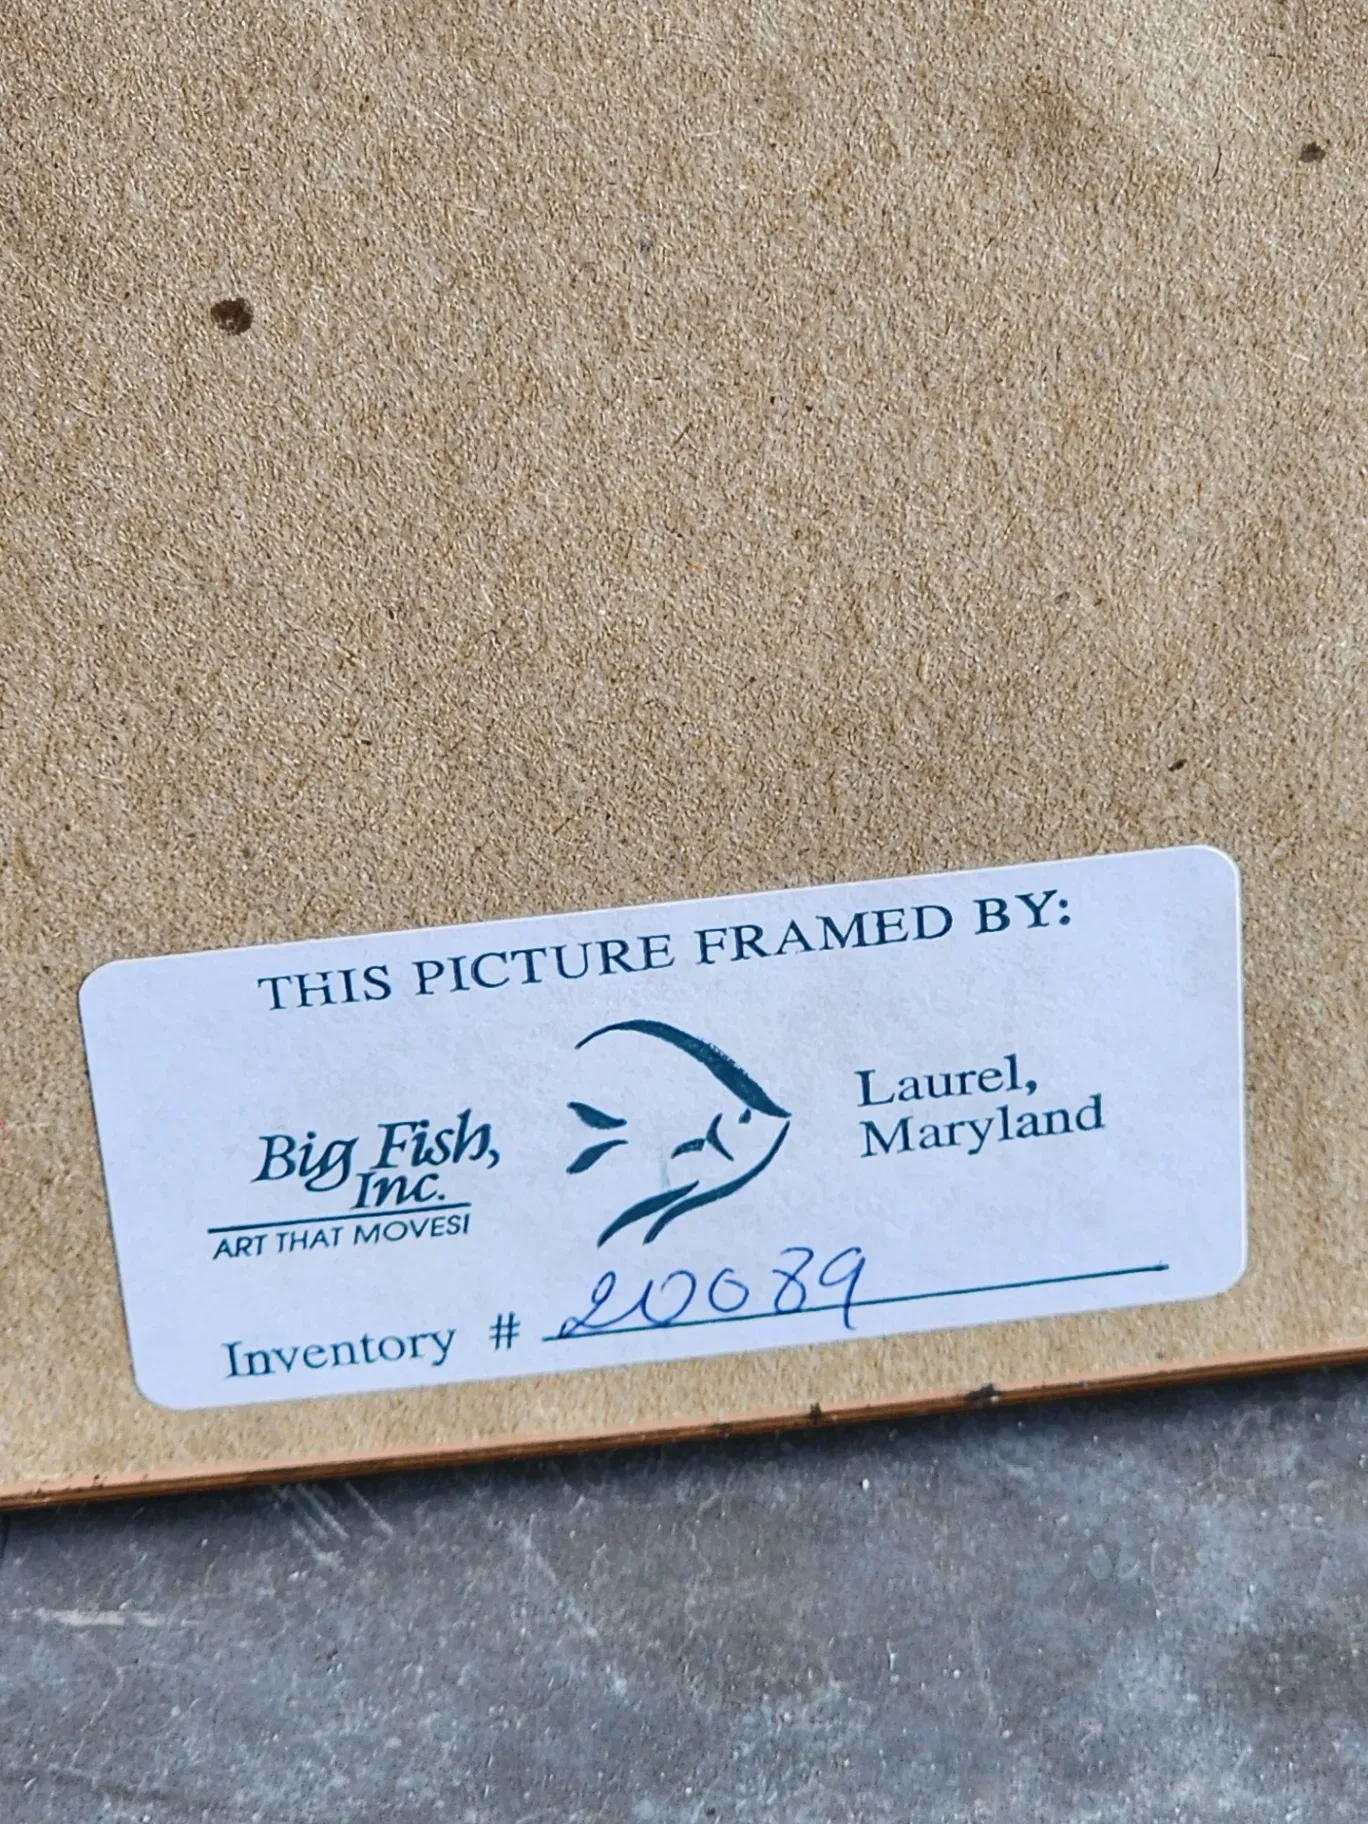 THIS PICTURE FRAMED BY:
Big Fish,
Inc.
ART THAT MOVES!
Laurel,
Maryland
Inventory # 20089